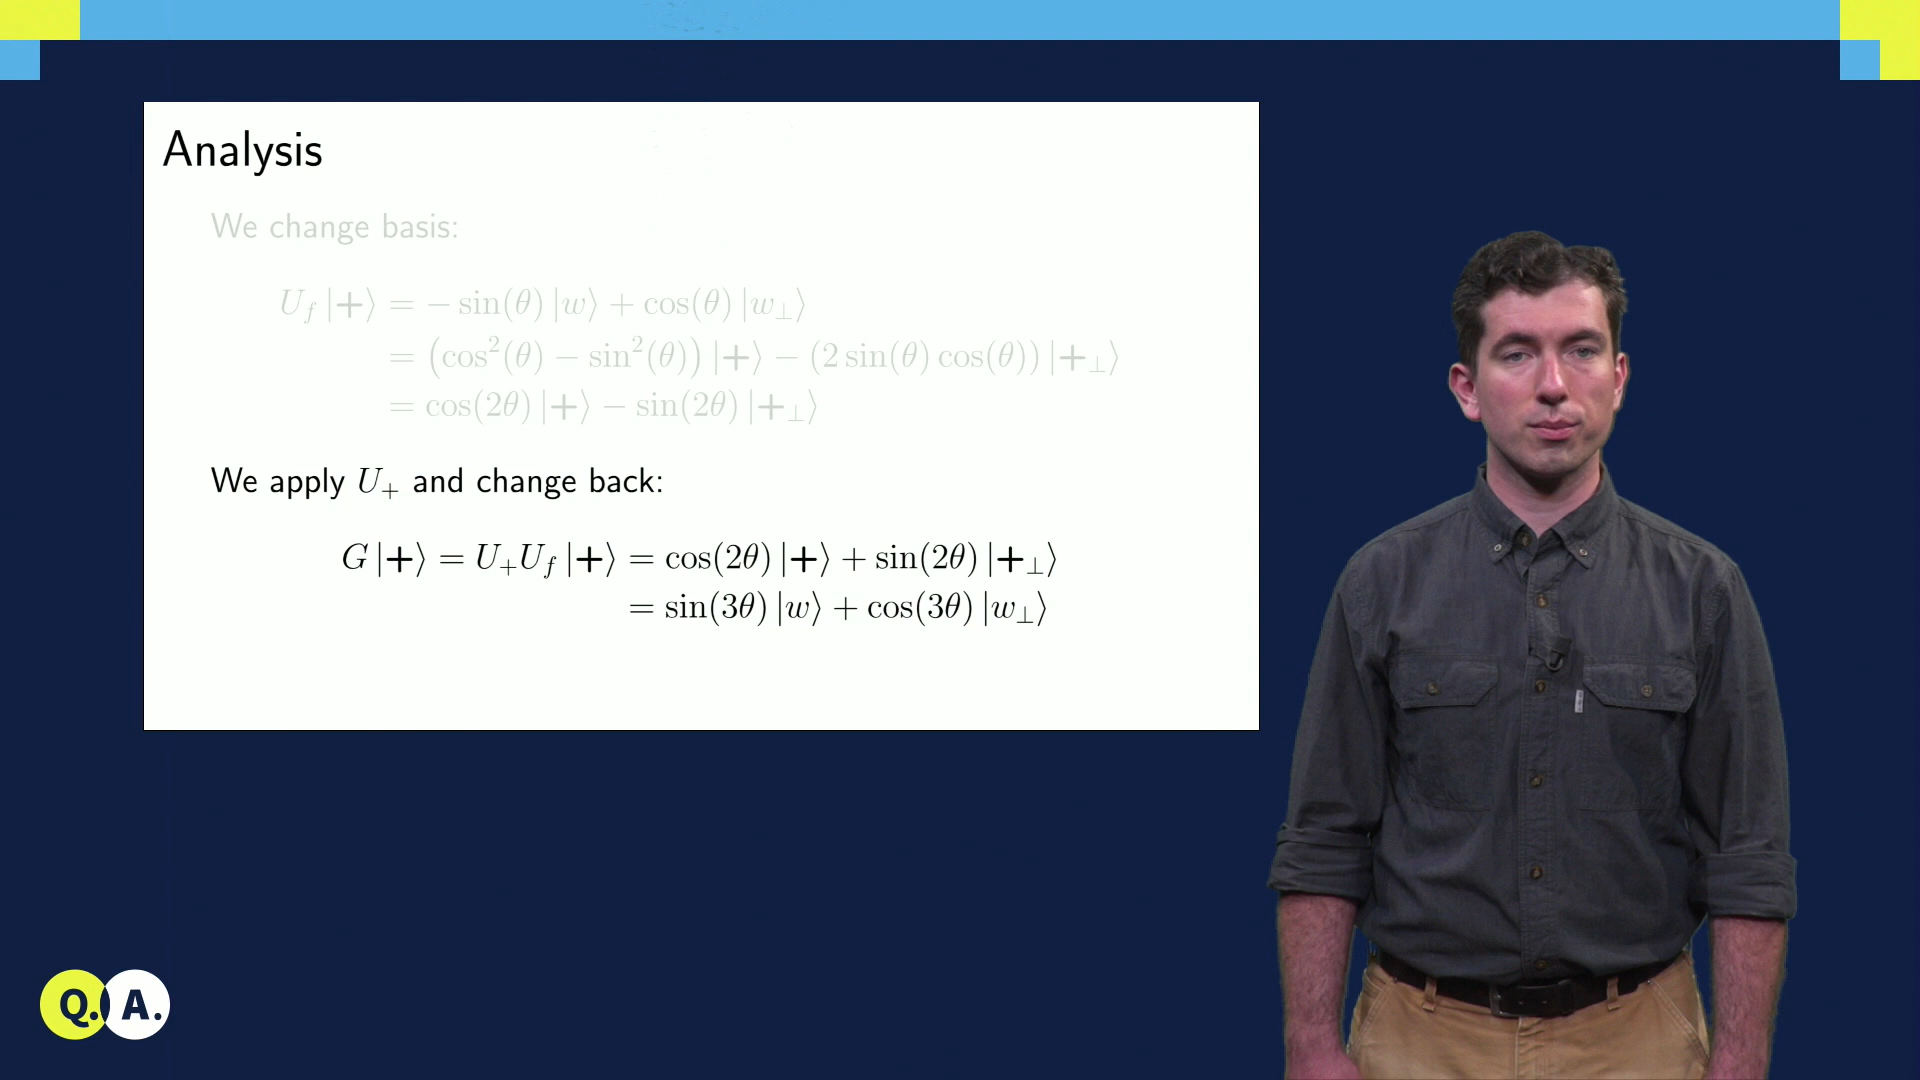 Analysis
We change basis:
U_f |+⟩ = − sin(θ) |w⟩ + cos(θ) |w_⊥⟩
= (cos²(θ) − sin²(θ)) |+⟩ − (2 sin(θ) cos(θ)) |+_⊥⟩
= cos(2θ) |+⟩ − sin(2θ) |+_⊥⟩
We apply U_+ and change back:
G |+⟩ = U_+ U_f |+⟩ = cos(2θ) |+⟩ + sin(2θ) |+_⊥⟩
= sin(3θ) |w⟩ + cos(3θ) |w_⊥⟩
Q. A.